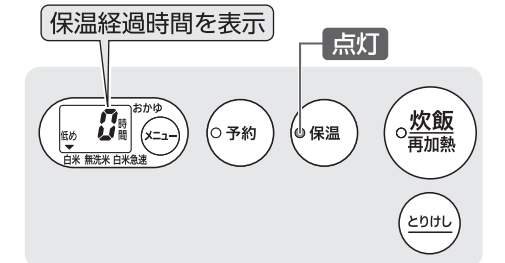 保温経過時間を表示
点灯
おかゆ
低め
0時間
メニュー
白米 無洗米 白米急速
予約
保温
炊飯
再加熱
とりけし